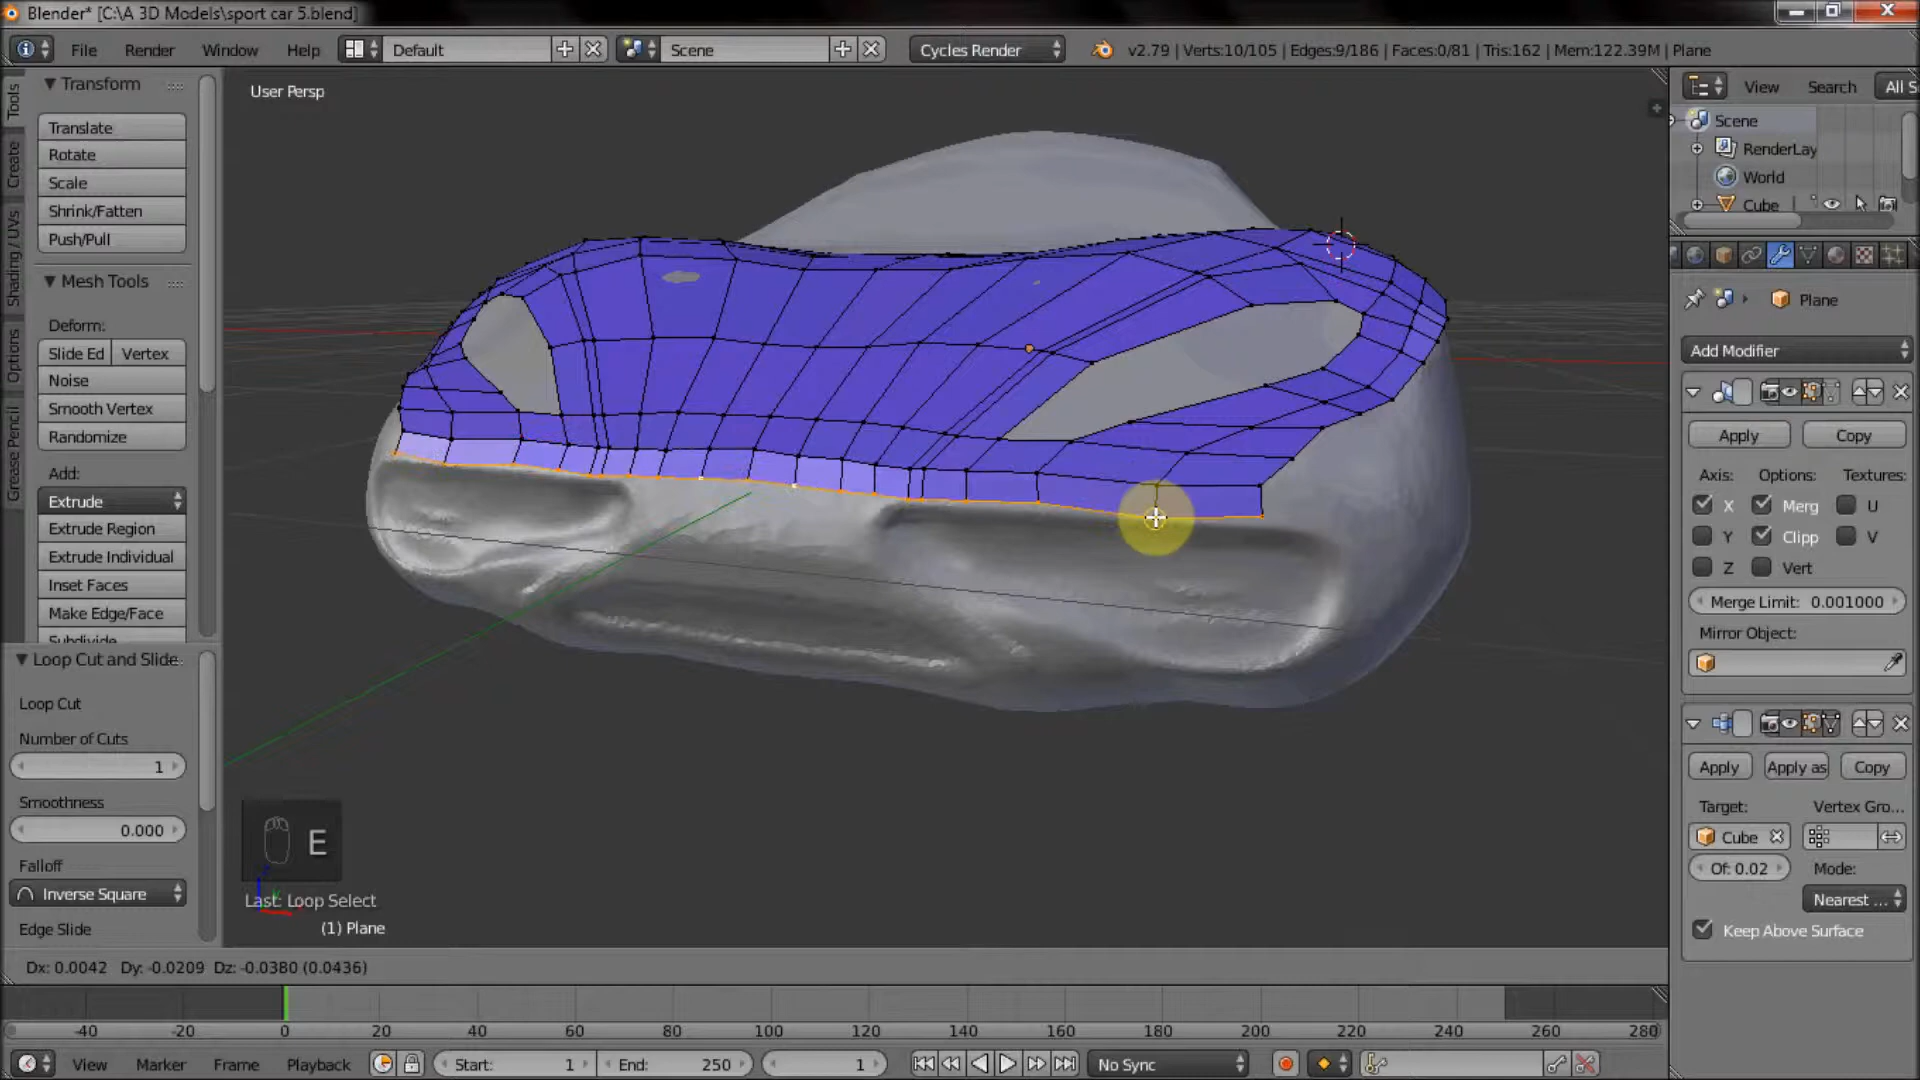 Blender* [C:\A 3D Models\sport car 5.blend]
File Render Window Help Default Scene Cycles Render v2.79 | Verts:10/105 | Edges:9/186 | Faces:0/81 | Tris:162 | Mem:122.39M | Plane
Tools
Create
Shading / UVs
Options
Grease Pencil
Transform
Translate
Rotate
Scale
Shrink/Fatten
Push/Pull
Mesh Tools
Deform:
Slide Ed Vertex
Noise
Smooth Vertex
Randomize
Add:
Extrude
Extrude Region
Extrude Individual
Inset Faces
Make Edge/Face
Subdivide
Loop Cut and Slide
Loop Cut
Number of Cuts
1
Smoothness
0.000
Falloff
Inverse Square
Edge Slide
User Persp
E
Last: Loop Select
(1) Plane
Dx: 0.0042 Dy: -0.0209 Dz: -0.0380 (0.0436)
View Search All S
Scene
RenderLay
World
Cube
Plane
Add Modifier
Apply Copy
Axis: Options: Textures:
X Merg U
Y Clipp V
Z Vert
Merge Limit: 0.001000
Mirror Object:
Apply Apply as Copy
Target: Vertex Gro...
Cube
Of: 0.02 Mode:
Nearest ...
Keep Above Surface
-40 -20 0 20 40 60 80 100 120 140 160 180 200 220 240 260 280
View Marker Frame Playback Start: 1 End: 250 1 No Sync